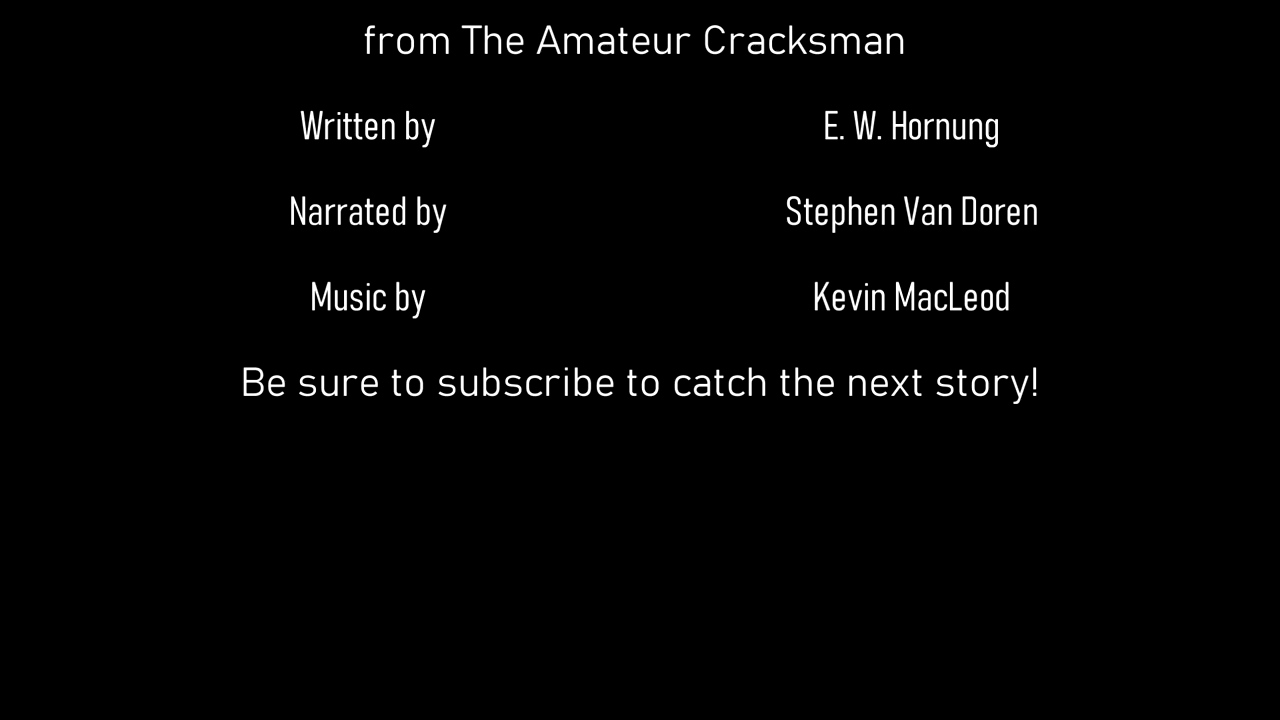 from The Amateur Cracksman
Written by E. W. Hornung
Narrated by Stephen Van Doren
Music by Kevin MacLeod
Be sure to subscribe to catch the next story!